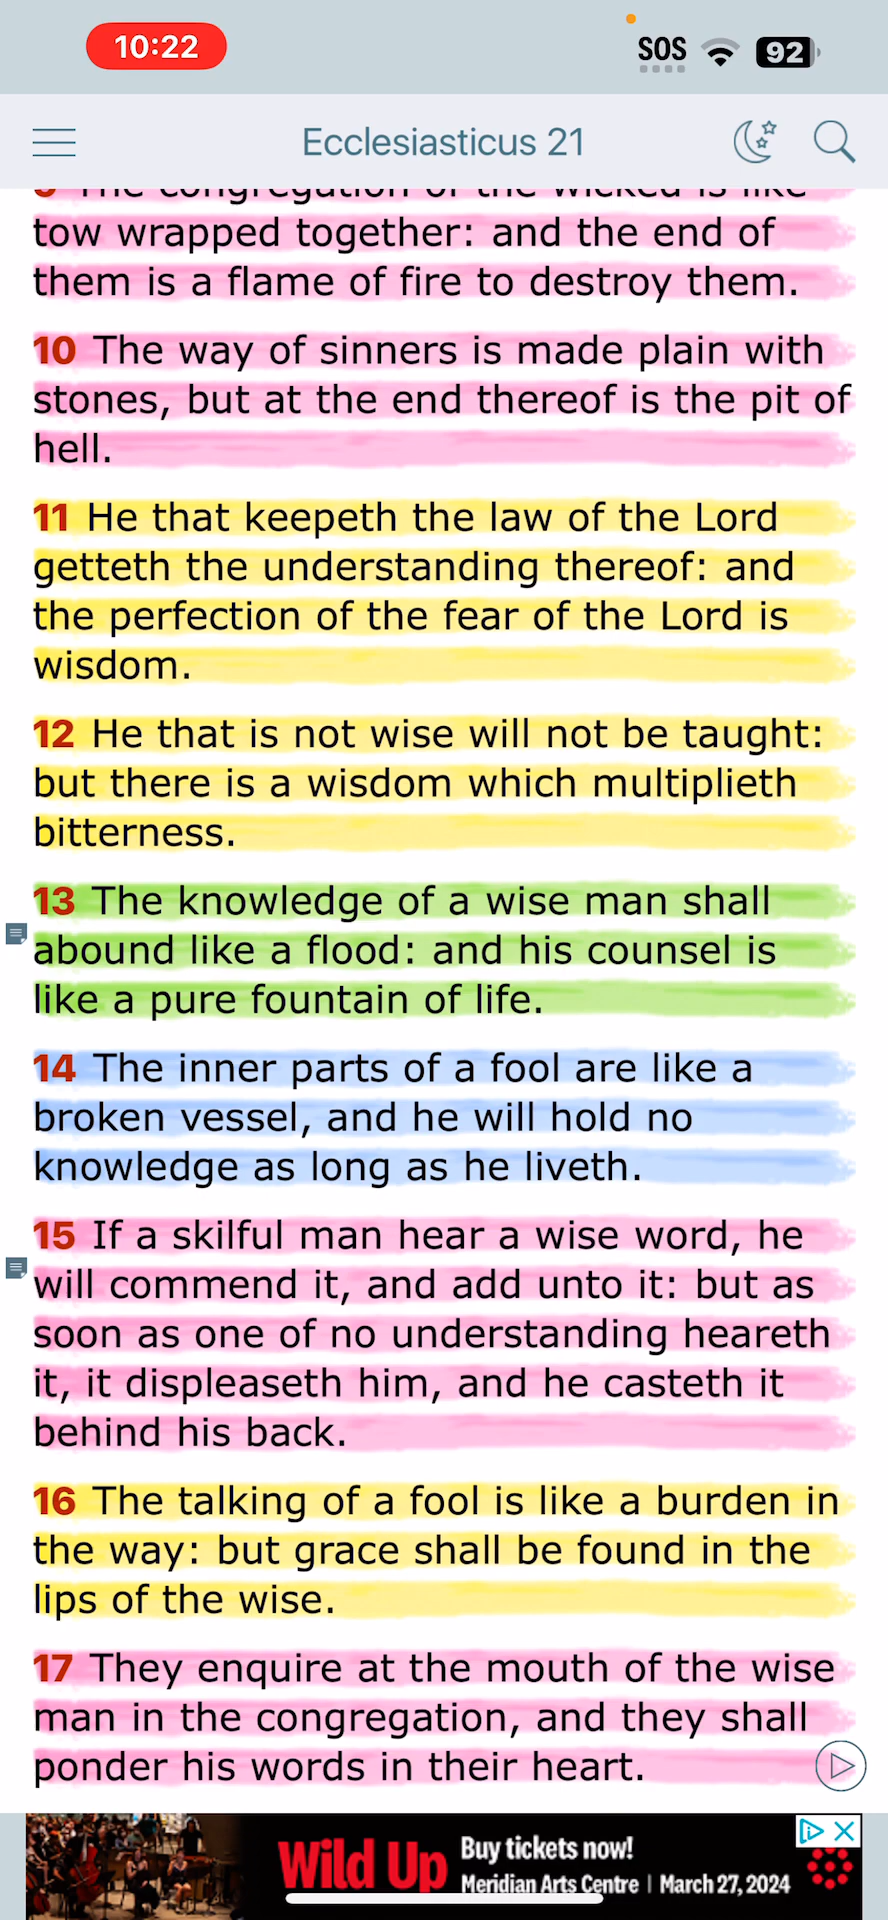 10:22
SOS
92
Ecclesiasticus 21
9 The congregation of the wicked is like
tow wrapped together: and the end of
them is a flame of fire to destroy them.
10 The way of sinners is made plain with
stones, but at the end thereof is the pit of
hell.
11 He that keepeth the law of the Lord
getteth the understanding thereof: and
the perfection of the fear of the Lord is
wisdom.
12 He that is not wise will not be taught:
but there is a wisdom which multiplieth
bitterness.
13 The knowledge of a wise man shall
abound like a flood: and his counsel is
like a pure fountain of life.
14 The inner parts of a fool are like a
broken vessel, and he will hold no
knowledge as long as he liveth.
15 If a skilful man hear a wise word, he
will commend it, and add unto it: but as
soon as one of no understanding heareth
it, it displeaseth him, and he casteth it
behind his back.
16 The talking of a fool is like a burden in
the way: but grace shall be found in the
lips of the wise.
17 They enquire at the mouth of the wise
man in the congregation, and they shall
ponder his words in their heart.
Wild Up
Buy tickets now!
Meridian Arts Centre | March 27, 2024